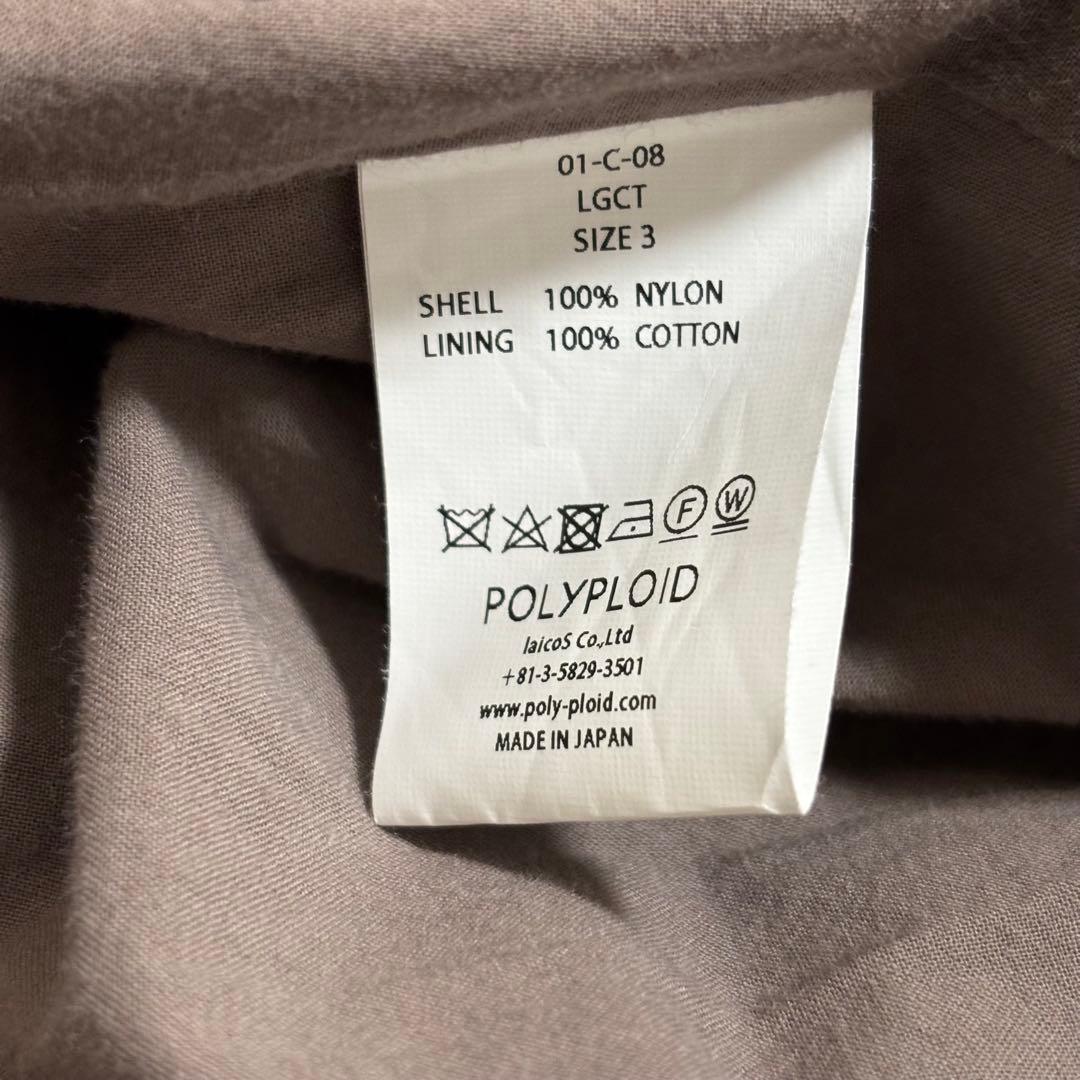 01-C-08
LGCT
SIZE 3
SHELL 100% NYLON
LINING 100% COTTON
F W
POLYPLOID
laicoS Co.,Ltd
+81-3-5829-3501
www.poly-ploid.com
MADE IN JAPAN